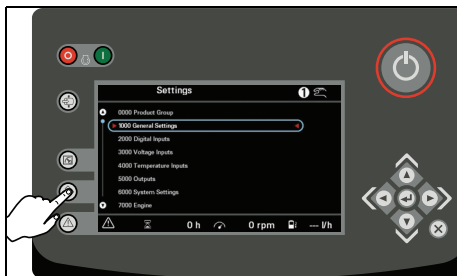 Settings
1
0000 Product Group
1000 General Settings
2000 Digital Inputs
3000 Voltage Inputs
4000 Temperature Inputs
5000 Outputs
6000 System Settings
7000 Engine
0 h
0 rpm
--- l/h